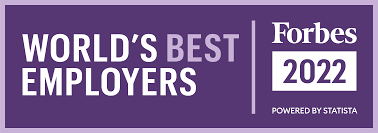 WORLD'S BEST
EMPLOYERS
Forbes
2022
POWERED BY STATISTA